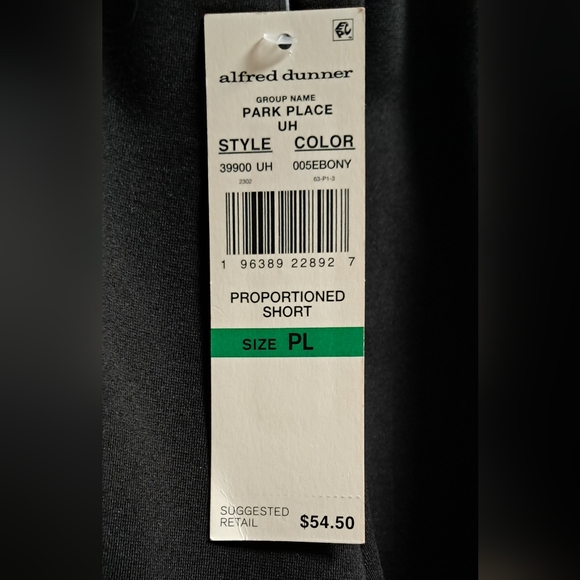 alfred dunner
GROUP NAME
PARK PLACE
UH
STYLE COLOR
39900 UH 005EBONY
2302 63-P1-3
1 96389 22892 7
PROPORTIONED
SHORT
SIZE PL
SUGGESTED
RETAIL $54.50